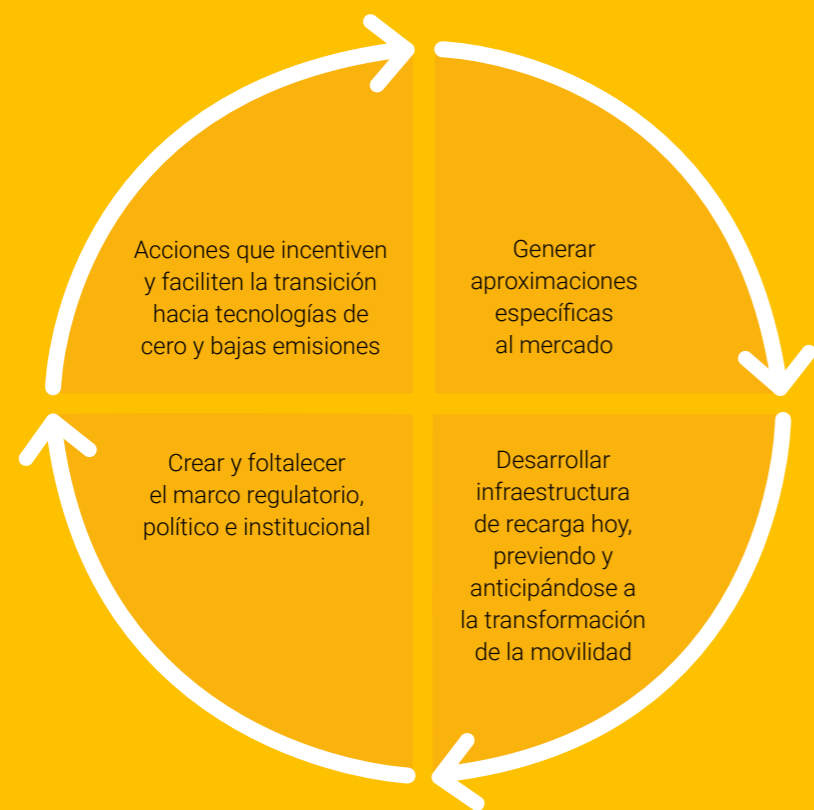 Acciones que incentiven
y faciliten la transición
hacia tecnologías de
cero y bajas emisiones
Generar
aproximaciones
específicas
al mercado
Crear y foltalecer
el marco regulatorio,
político e institucional
Desarrollar
infraestructura
de recarga hoy,
previendo y
anticipándose a
la transformación
de la movilidad